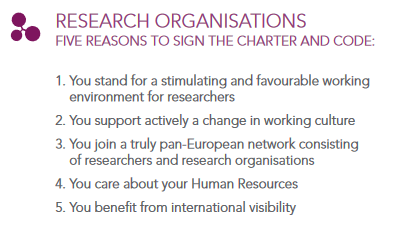 RESEARCH ORGANISATIONS
FIVE REASONS TO SIGN THE CHARTER AND CODE:
1. You stand for a stimulating and favourable working
environment for researchers
2. You support actively a change in working culture
3. You join a truly pan-European network consisting
of researchers and research organisations
4. You care about your Human Resources
5. You benefit from international visibility